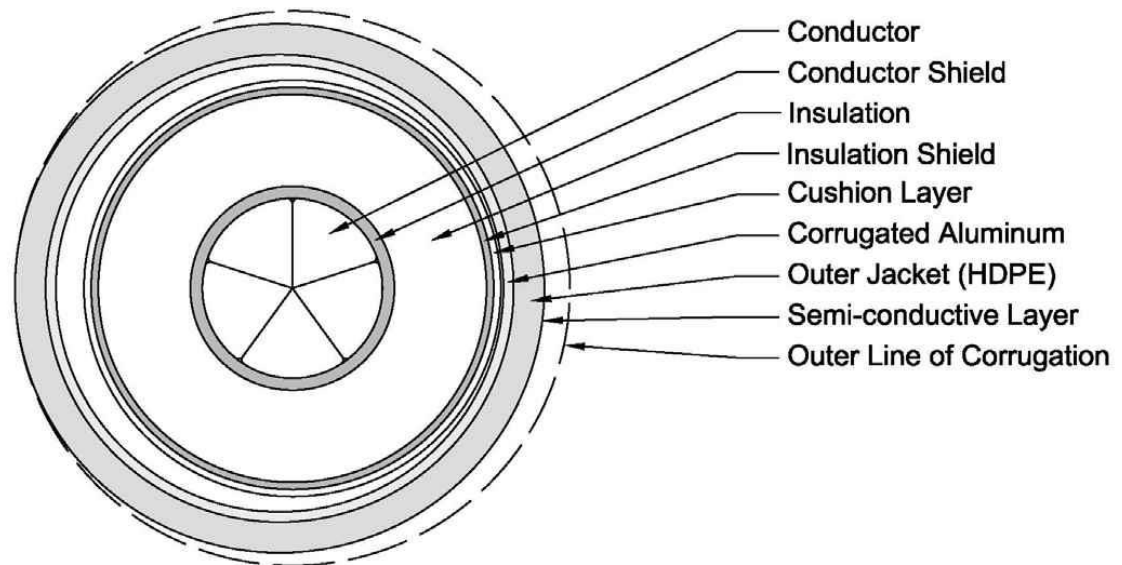 Conductor
Conductor Shield
Insulation
Insulation Shield
Cushion Layer
Corrugated Aluminum
Outer Jacket (HDPE)
Semi-conductive Layer
Outer Line of Corrugation